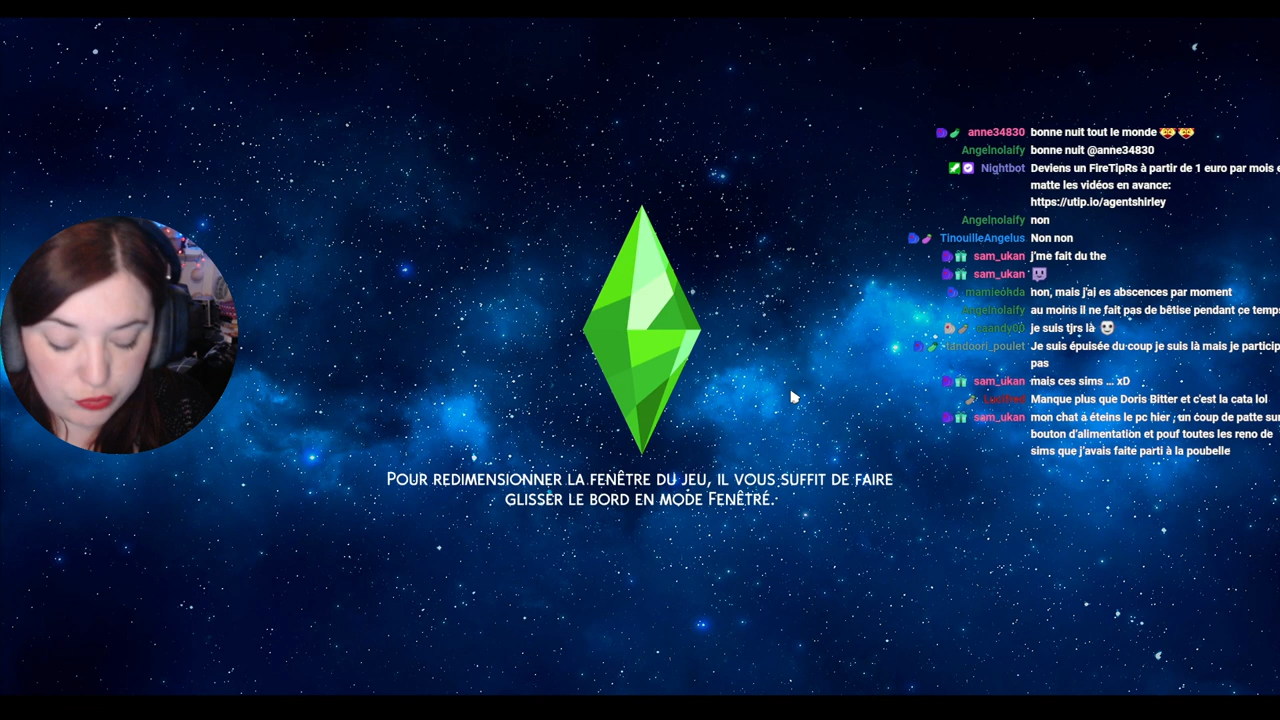 anne34830 bonne nuit tout le monde
Angelnolaify bonne nuit @anne34830
Nightbot Deviens un FireTipRs à partir de 1 euro par mois e
matte les vidéos en avance:
https://utip.io/agentshirley
Angelnolaify non
TinouilleAngelus Non non
sam_ukan j'me fait du the
sam_ukan
hon, mais j'ai es abscences par moment
Angelnolaify au moins il ne fait pas de bêtise pendant ce temps
je suis tjrs là
tandoori_poulet Je suis épuisée du coup je suis là mais je particip
pas
sam_ukan mais ces sims ... xD
Manque plus que Doris Bitter et c'est la cata lol
sam_ukan mon chat a éteins le pc hier , un coup de patte sur
bouton d'alimentation et pouf toutes les reno de
sims que j'avais faite parti à la poubelle
Pour redimensionner la fenêtre du jeu, il vous suffit de faire
glisser le bord en mode Fenêtré.